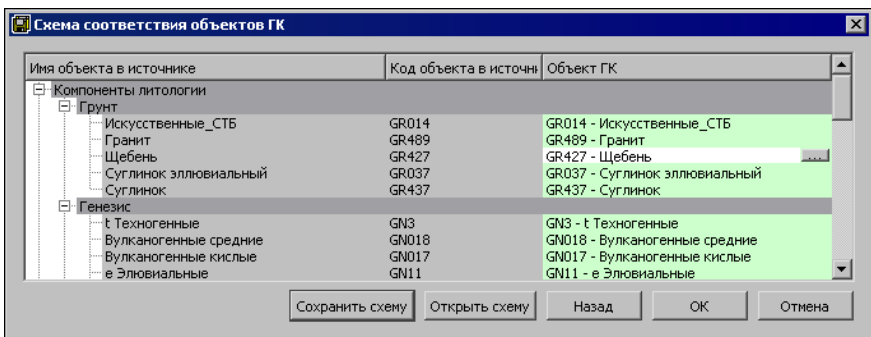 Схема соответствия объектов ГК
Имя объекта в источнике Код объекта в источни Объект ГК
Компоненты литологии
Грунт
Искусственные_СТБ GR014 GR014 - Искусственные_СТБ
Гранит GR489 GR489 - Гранит
Щебень GR427 GR427 - Щебень ...
Суглинок эллювиальный GR037 GR037 - Суглинок эллювиальный
Суглинок GR437 GR437 - Суглинок
Генезис
t Техногенные GN3 GN3 - t Техногенные
Вулканогенные средние GN018 GN018 - Вулканогенные средние
Вулканогенные кислые GN017 GN017 - Вулканогенные кислые
e Элювиальные GN11 GN11 - e Элювиальные
Сохранить схему Открыть схему Назад OK Отмена